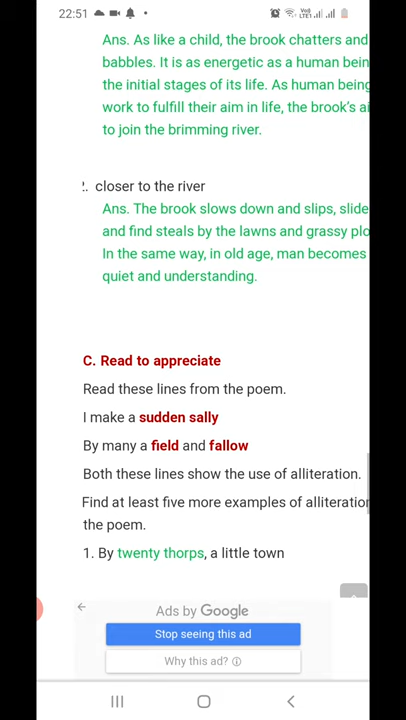 22:51
Ans. As like a child, the brook chatters and
babbles. It is as energetic as a human bein
the initial stages of its life. As human being
work to fulfill their aim in life, the brook's ai
to join the brimming river.
2. closer to the river
Ans. The brook slows down and slips, slide
and find steals by the lawns and grassy plo
In the same way, in old age, man becomes
quiet and understanding.
C. Read to appreciate
Read these lines from the poem.
I make a sudden sally
By many a field and fallow
Both these lines show the use of alliteration.
Find at least five more examples of alliteratio
the poem.
1. By twenty thorps, a little town
Ads by Google
Stop seeing this ad
Why this ad?